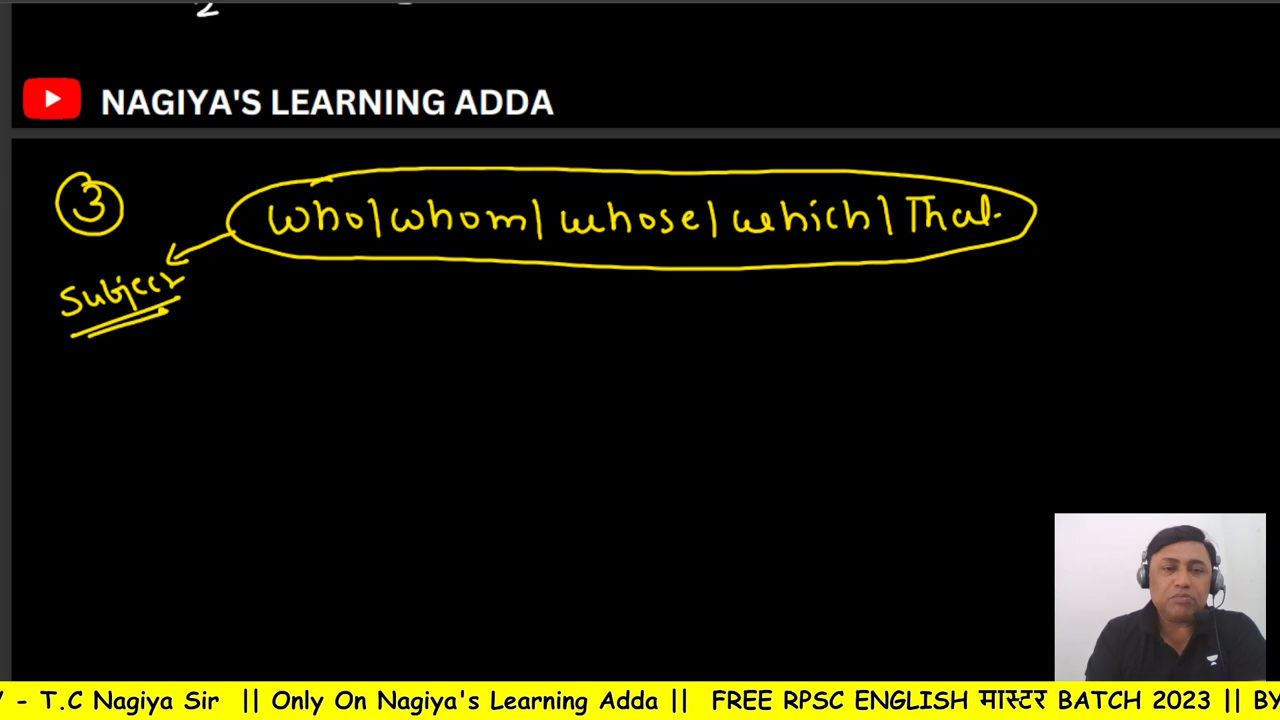 2
NAGIYA'S LEARNING ADDA
3
who|whom|whose|which|That
Subject
- T.C Nagiya Sir || Only On Nagiya's Learning Adda || FREE RPSC ENGLISH मास्टर BATCH 2023 || BY